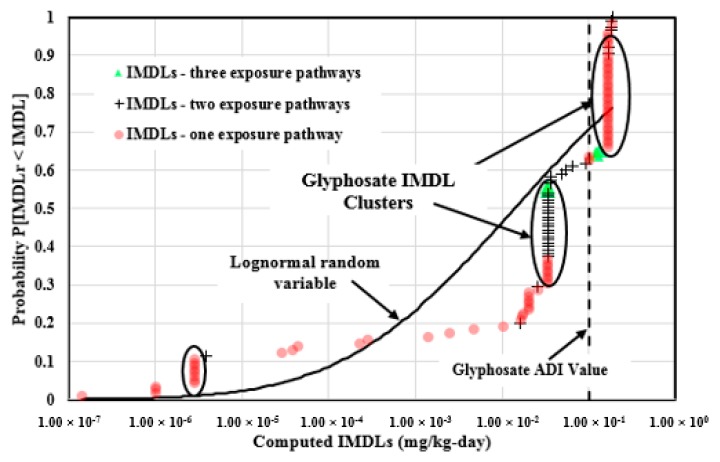 1
0.9
0.8
0.7
0.6
0.5
0.4
0.3
0.2
0.1
0
Probability P[IMDLr < IMDL]
IMDLs - three exposure pathways
IMDLs - two exposure pathways
IMDLs - one exposure pathway
Glyphosate IMDL
Clusters
Lognormal random
variable
Glyphosate ADI Value
1.00 × 10⁻⁷ 1.00 × 10⁻⁶ 1.00 × 10⁻⁵ 1.00 × 10⁻⁴ 1.00 × 10⁻³ 1.00 × 10⁻² 1.00 × 10⁻¹ 1.00 × 10⁰
Computed IMDLs (mg/kg-day)